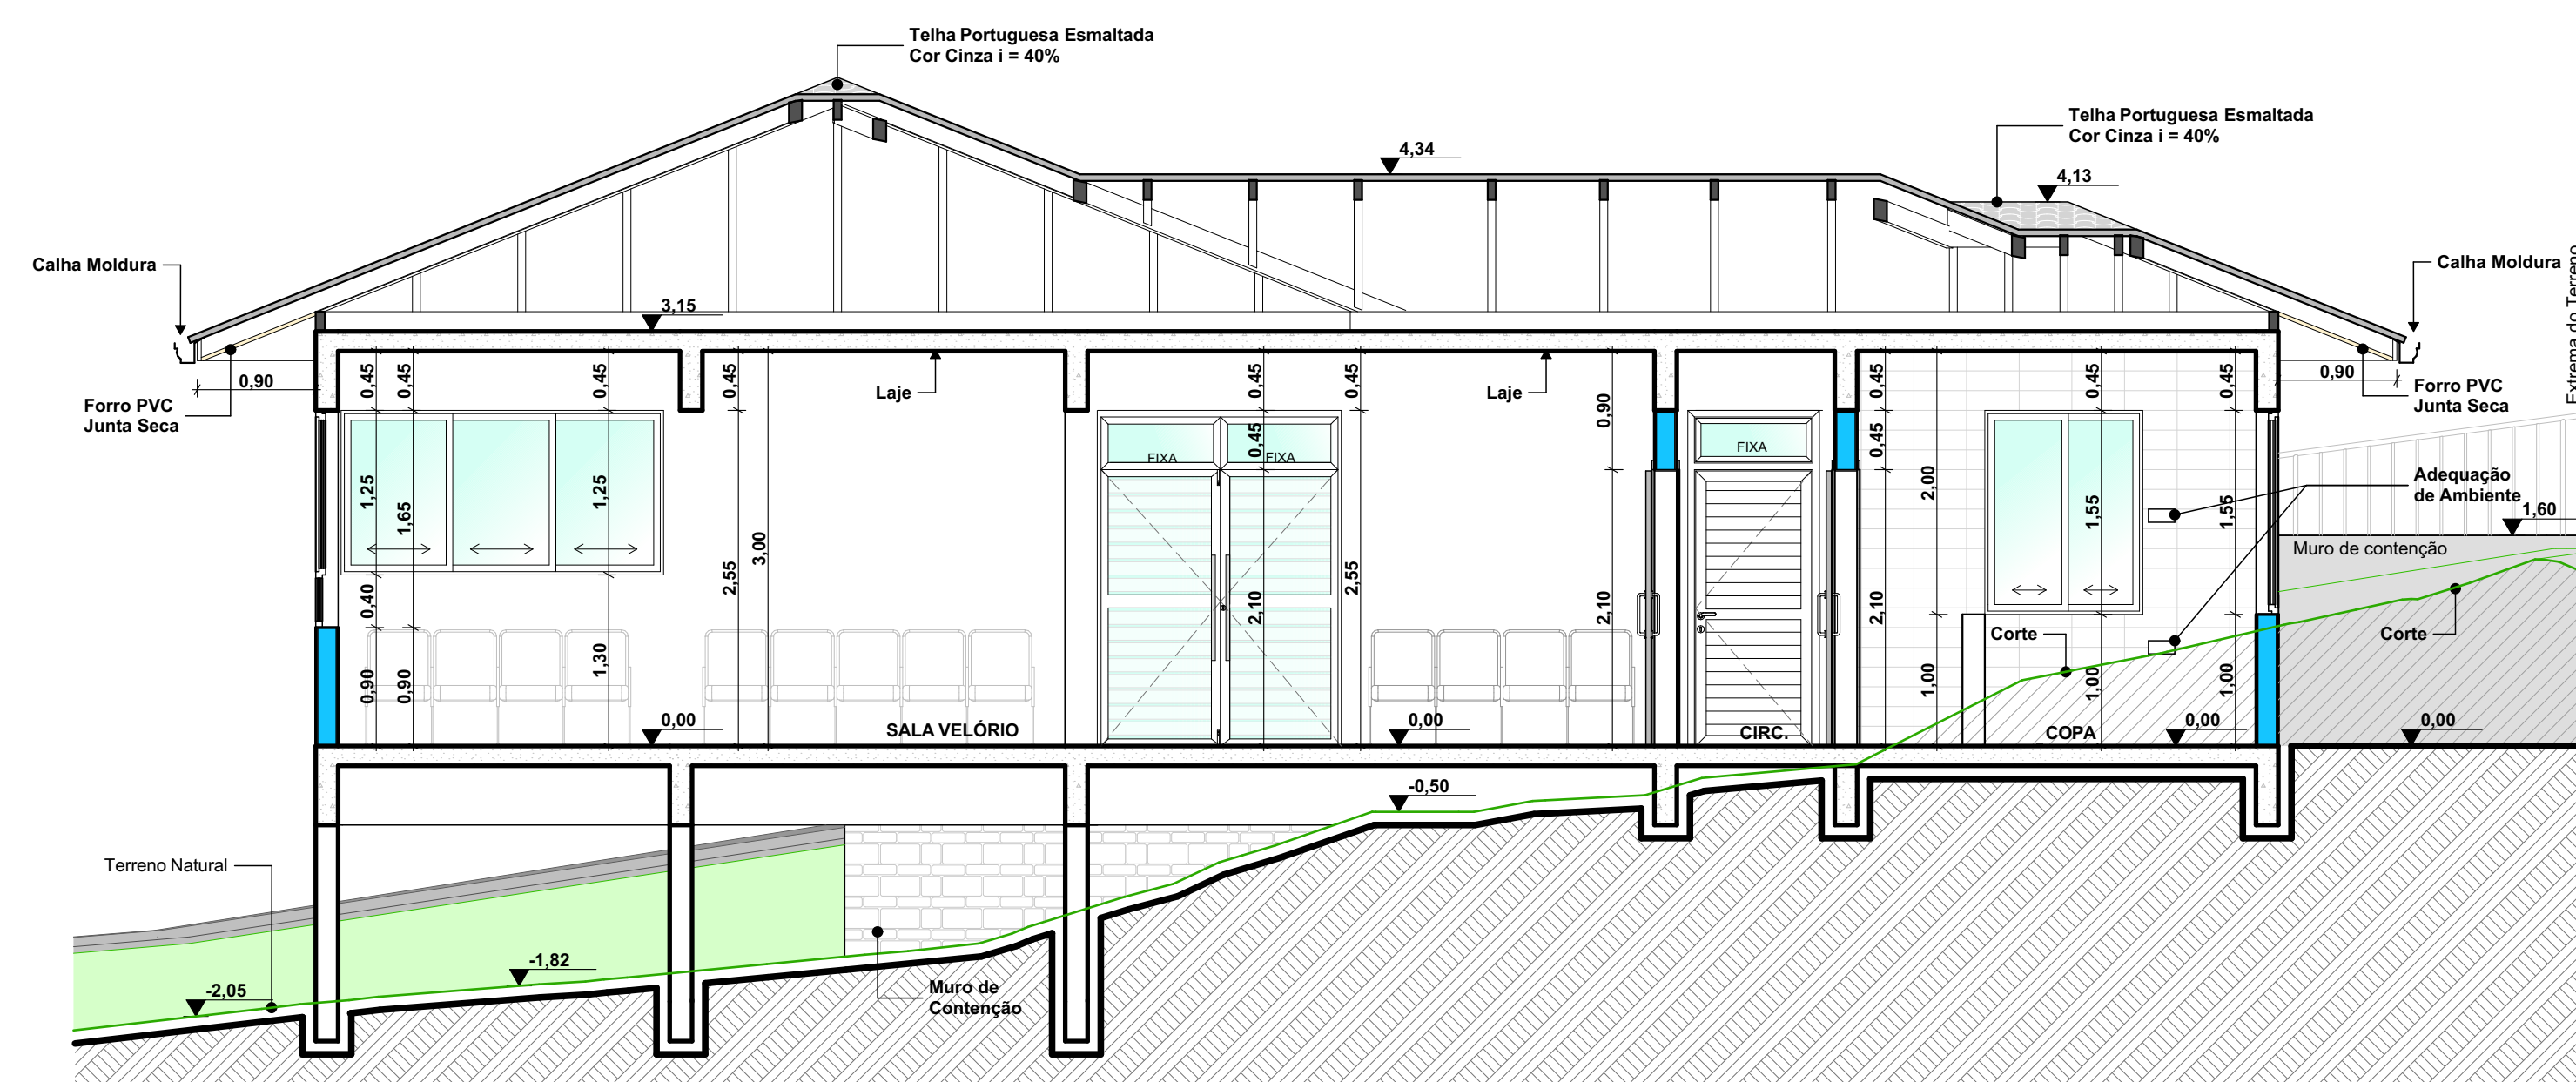 Telha Portuguesa Esmaltada
Cor Cinza i = 40%
Telha Portuguesa Esmaltada
Cor Cinza i = 40%
4,34
4,13
Calha Moldura
Calha Moldura
Extrema do Terreno
3,15
0,90
0,90
Forro PVC
Junta Seca
Forro PVC
Junta Seca
Laje
Laje
0,45
0,45
0,45
0,45
0,45
0,45
0,45
0,45
0,45
0,90
0,45
0,45
FIXA
FIXA
FIXA
1,25
1,65
1,25
3,00
2,55
2,55
2,00
1,55
1,55
Adequação
de Ambiente
1,60
Muro de contenção
0,40
2,10
2,10
2,10
Corte
Corte
0,90
0,90
1,30
1,00
1,00
1,00
0,00
SALA VELÓRIO
0,00
CIRC.
COPA
0,00
0,00
-0,50
Terreno Natural
-1,82
-2,05
Muro de
Contenção